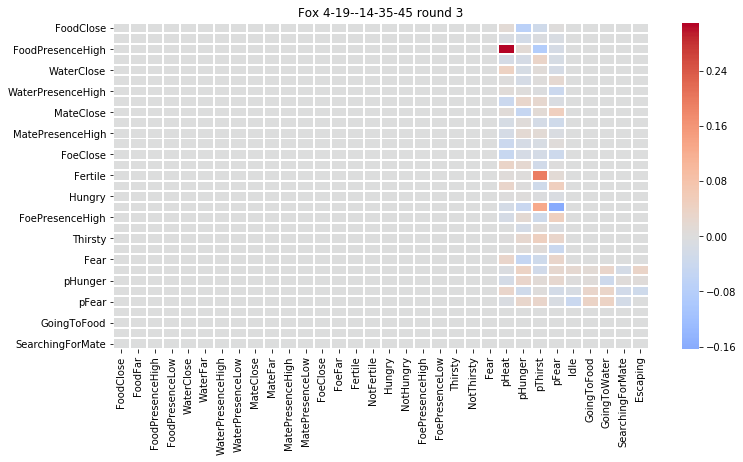 Fox 4-19--14-35-45 round 3
FoodClose
FoodPresenceHigh
WaterClose
WaterPresenceHigh
MateClose
MatePresenceHigh
FoeClose
Fertile
Hungry
FoePresenceHigh
Thirsty
Fear
pHunger
pFear
GoingToFood
SearchingForMate
FoodClose
FoodFar
FoodPresenceHigh
FoodPresenceLow
WaterClose
WaterFar
WaterPresenceHigh
WaterPresenceLow
MateClose
MateFar
MatePresenceHigh
MatePresenceLow
FoeClose
FoeFar
Fertile
NotFertile
Hungry
NotHungry
FoePresenceHigh
FoePresenceLow
Thirsty
NotThirsty
Fear
pHeat
pHunger
pThirst
pFear
Idle
GoingToFood
GoingToWater
SearchingForMate
Escaping
0.24
0.16
0.08
0.00
−0.08
−0.16